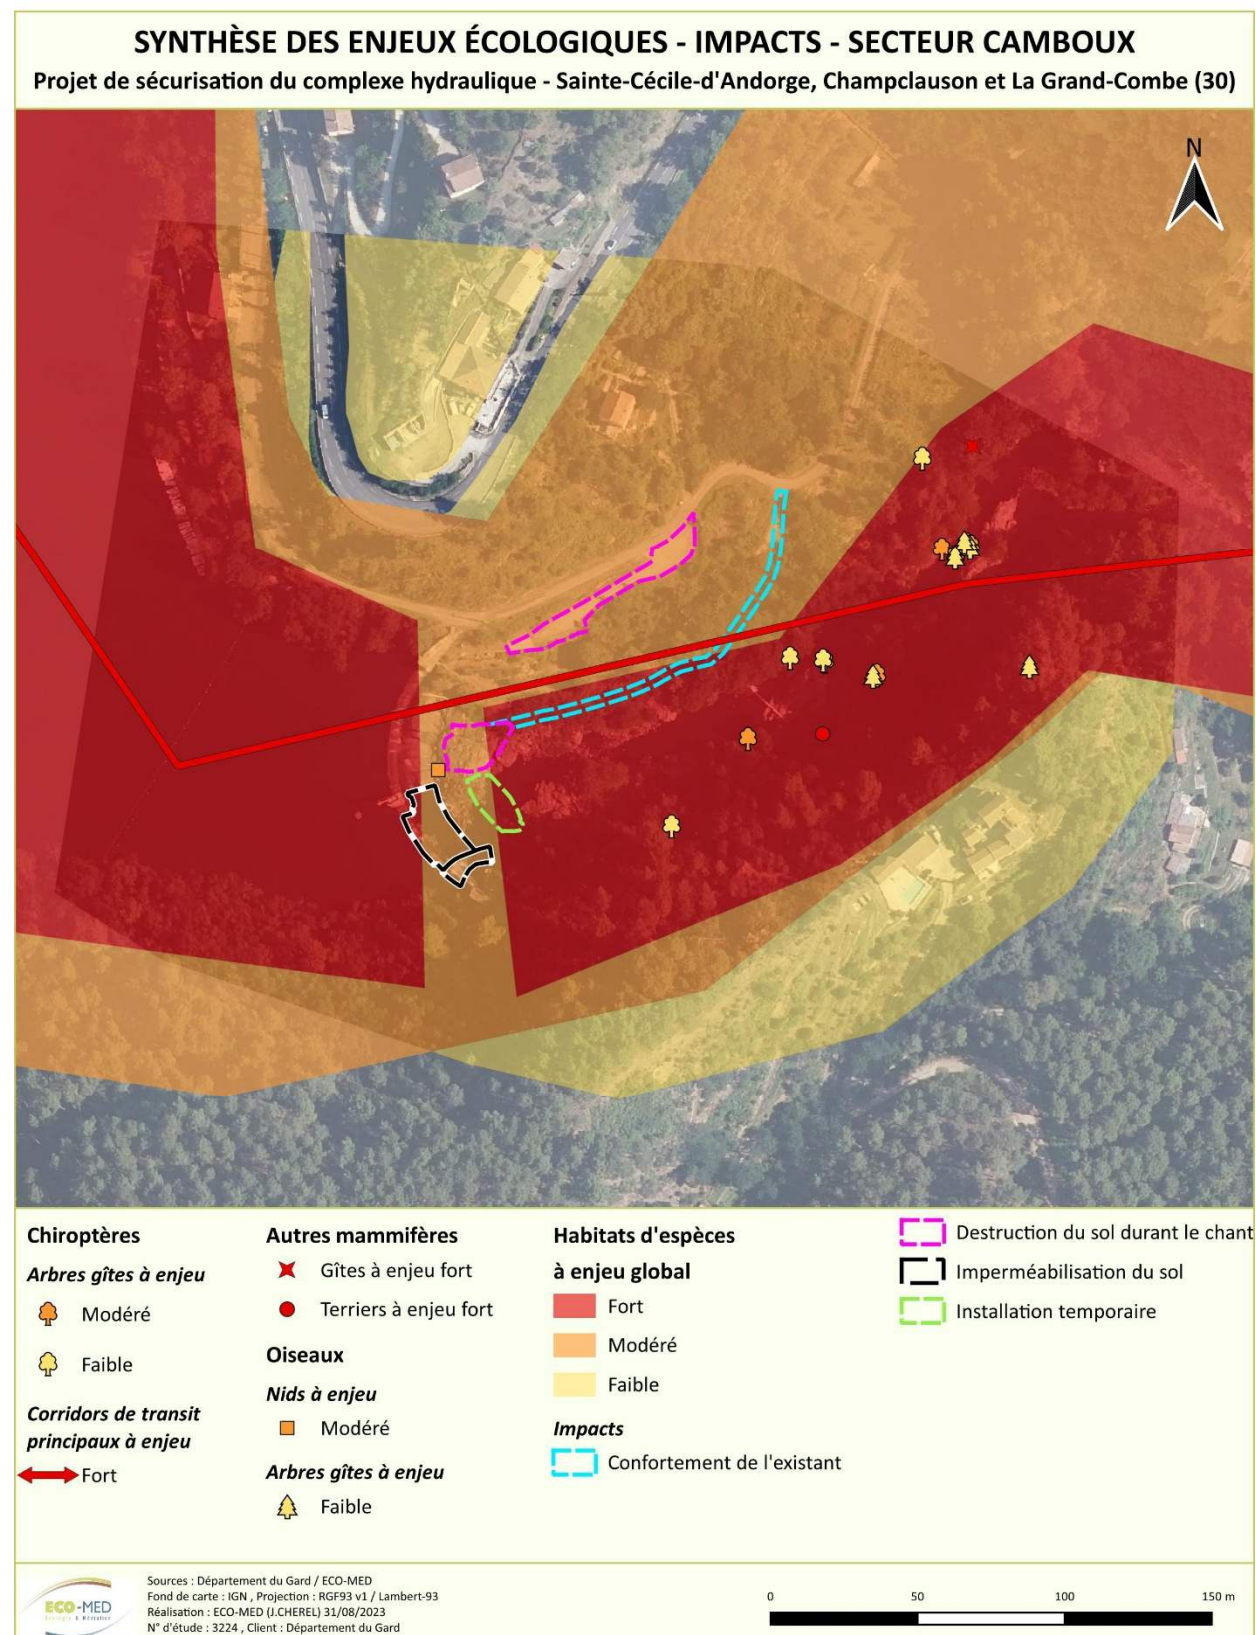 SYNTHÈSE DES ENJEUX ÉCOLOGIQUES - IMPACTS - SECTEUR CAMBOUX
Projet de sécurisation du complexe hydraulique - Sainte-Cécile-d'Andorge, Champclauson et La Grand-Combe (30)
N
Chiroptères
Arbres gîtes à enjeu
Modéré
Faible
Corridors de transit
principaux à enjeu
Fort
Autres mammifères
Gîtes à enjeu fort
Terriers à enjeu fort
Oiseaux
Nids à enjeu
Modéré
Arbres gîtes à enjeu
Faible
Habitats d'espèces
à enjeu global
Fort
Modéré
Faible
Impacts
Confortement de l'existant
Destruction du sol durant le chant
Imperméabilisation du sol
Installation temporaire
ECO-MED
Sources : Département du Gard / ECO-MED
Fond de carte : IGN , Projection : RGF93 v1 / Lambert-93
Réalisation : ECO-MED (J.CHEREL) 31/08/2023
N° d'étude : 3224 , Client : Département du Gard
0 50 100 150 m